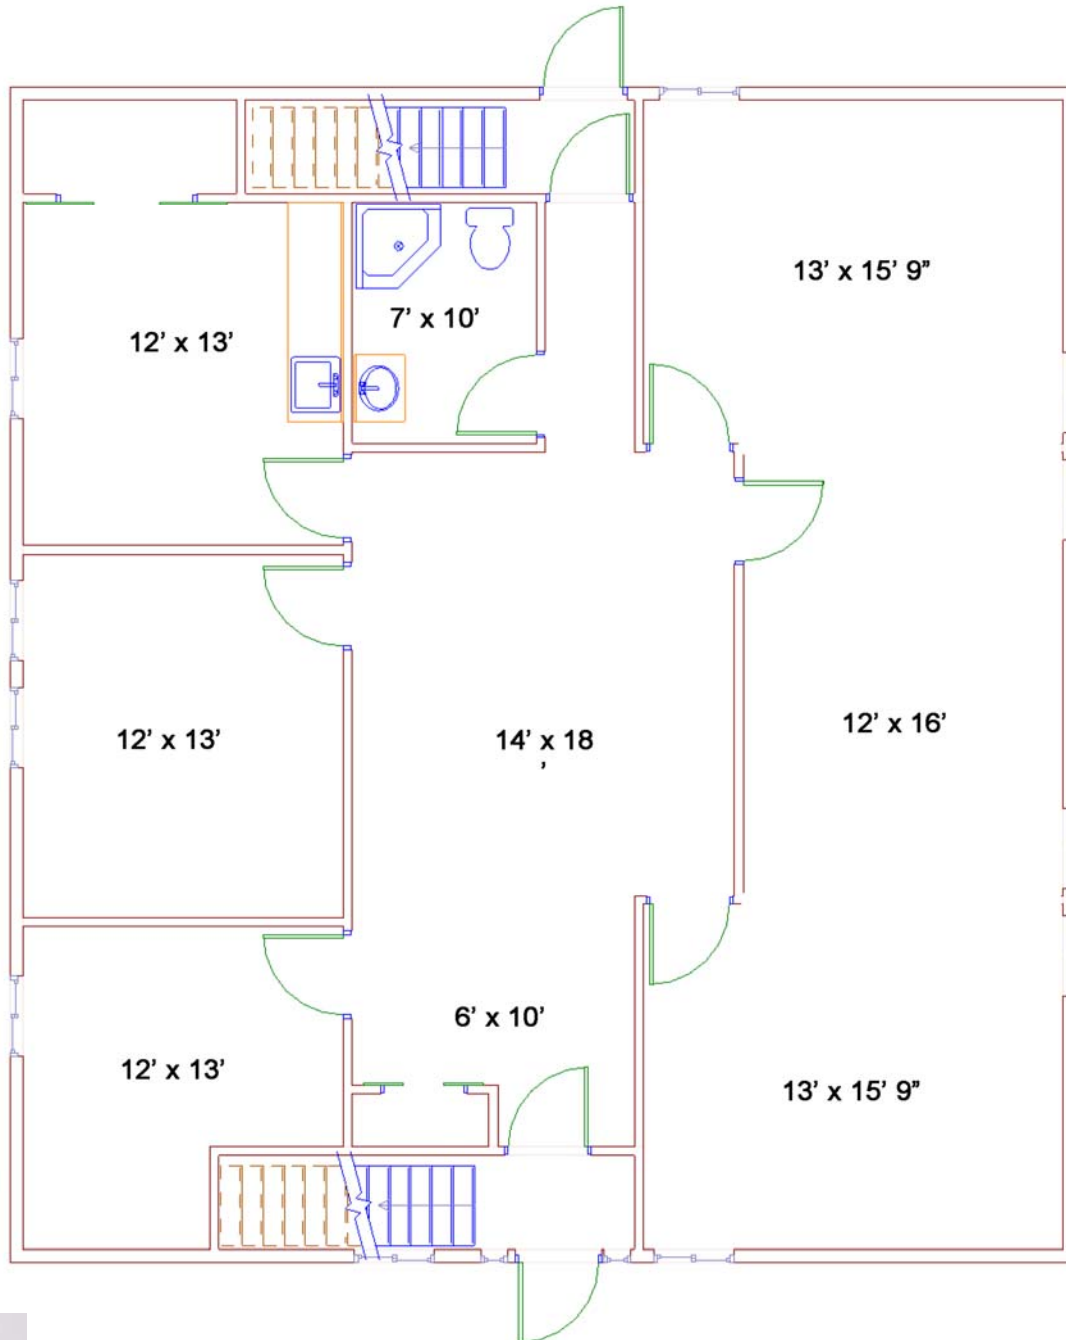 13’ x 15’ 9”
7’ x 10’
12’ x 13’
12’ x 16’
12’ x 13’
14’ x 18
’
6’ x 10’
12’ x 13’
13’ x 15’ 9”